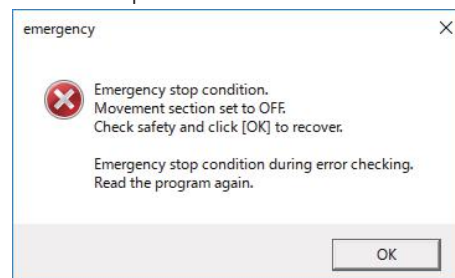 emergency
Emergency stop condition.
Movement section set to OFF.
Check safety and click [OK] to recover.
Emergency stop condition during error checking.
Read the program again.
OK